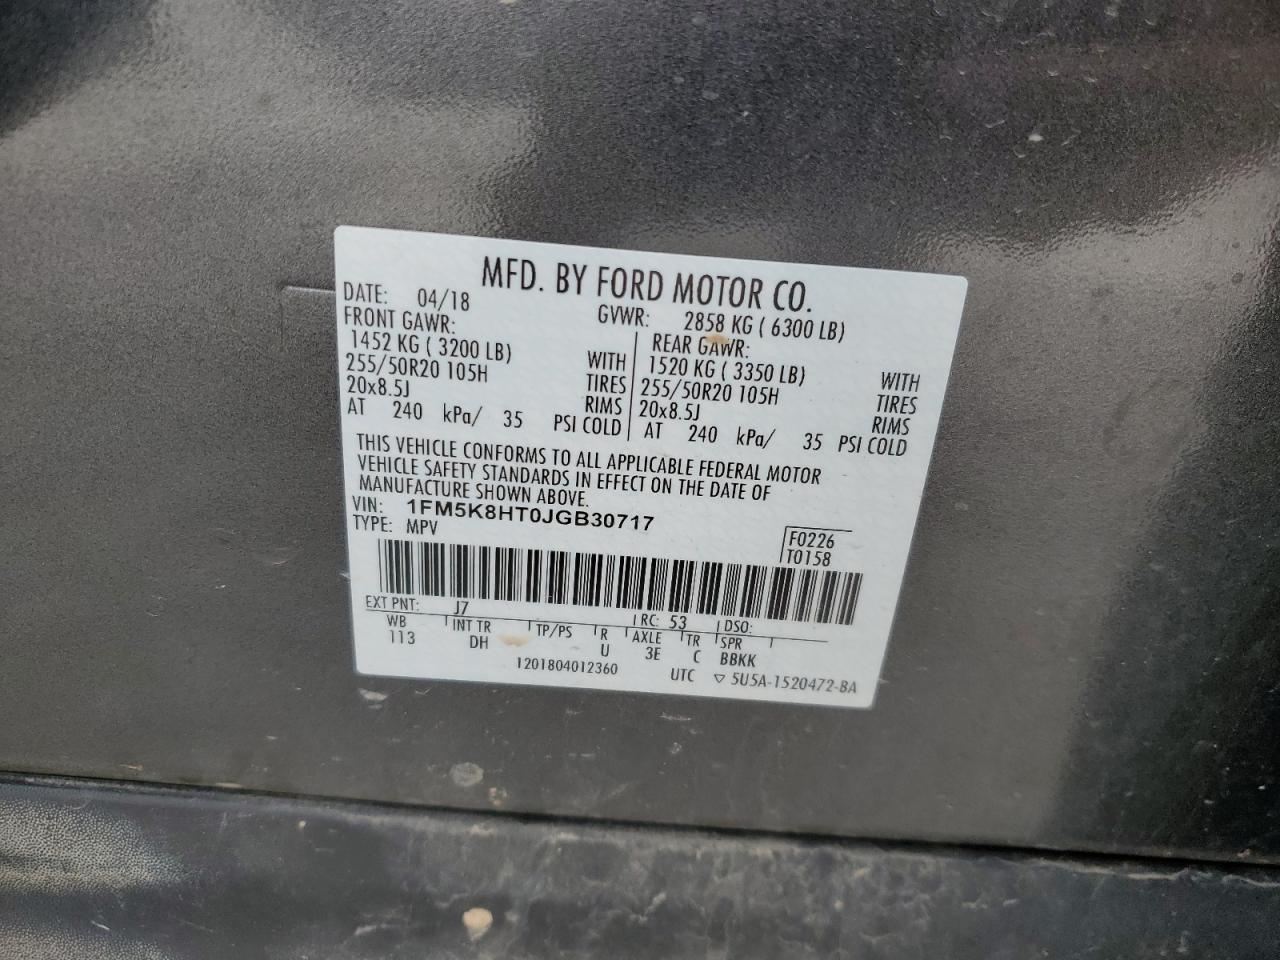 MFD. BY FORD MOTOR CO.
DATE: 04/18 GVWR: 2858 KG ( 6300 LB)
FRONT GAWR: REAR GAWR:
1452 KG ( 3200 LB) WITH 1520 KG ( 3350 LB) WITH
255/50R20 105H TIRES 255/50R20 105H TIRES
20x8.5J RIMS 20x8.5J RIMS
AT 240 kPa/ 35 PSI COLD AT 240 kPa/ 35 PSI COLD
THIS VEHICLE CONFORMS TO ALL APPLICABLE FEDERAL MOTOR
VEHICLE SAFETY STANDARDS IN EFFECT ON THE DATE OF
MANUFACTURE SHOWN ABOVE.
VIN: 1FM5K8HT0JGB30717
TYPE: MPV
F0226
T0158
EXT PNT: J7 RC: 53 DSO:
WB INT TR TP/PS R AXLE TR SPR
113 DH U 3E C BBKK
1201804012360 UTC ▽ 5U5A-1520472-BA